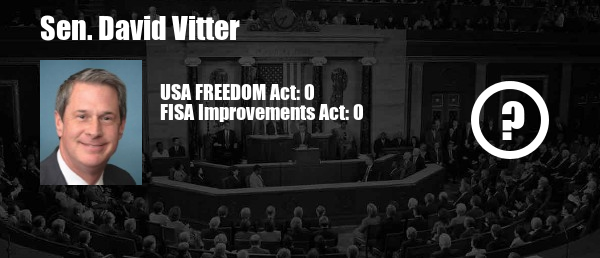 Sen. David Vitter
USA FREEDOM Act: 0
FISA Improvements Act: 0
?